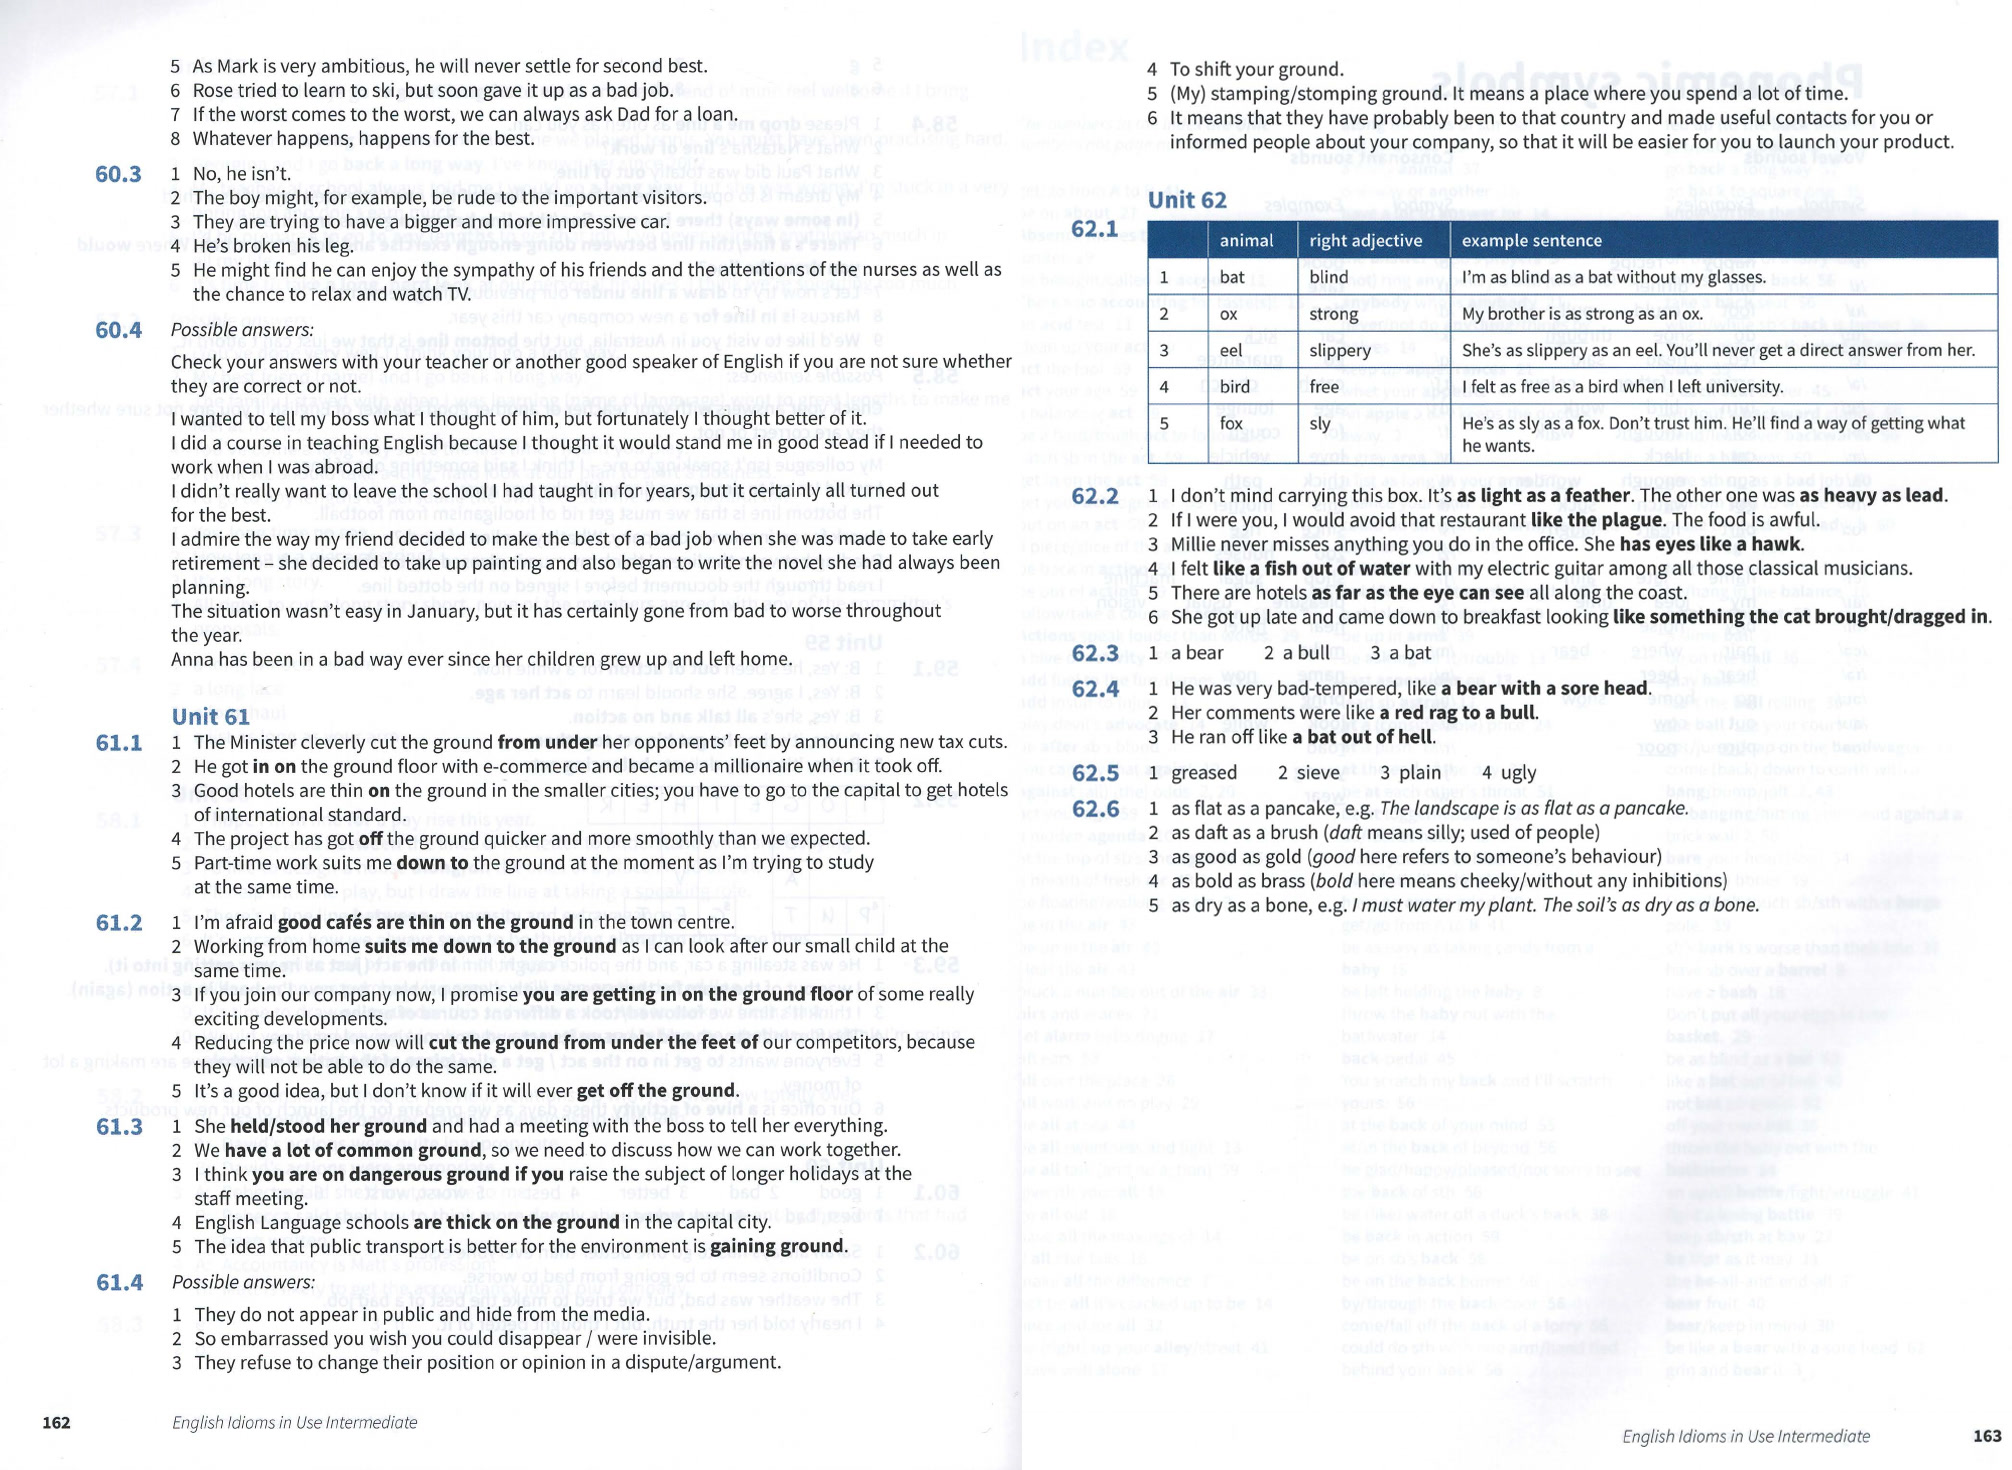 5 As Mark is very ambitious, he will never settle for second best.
6 Rose tried to learn to ski, but soon gave it up as a bad job.
7 If the worst comes to the worst, we can always ask Dad for a loan.
8 Whatever happens, happens for the best.
60.3 1 No, he isn't.
2 The boy might, for example, be rude to the important visitors.
3 They are trying to have a bigger and more impressive car.
4 He's broken his leg.
5 He might find he can enjoy the sympathy of his friends and the attentions of the nurses as well as
the chance to relax and watch TV.
60.4 Possible answers:
Check your answers with your teacher or another good speaker of English if you are not sure whether
they are correct or not.
I wanted to tell my boss what I thought of him, but fortunately I thought better of it.
I did a course in teaching English because I thought it would stand me in good stead if I needed to
work when I was abroad.
I didn't really want to leave the school I had taught in for years, but it certainly all turned out
for the best.
I admire the way my friend decided to make the best of a bad job when she was made to take early
retirement – she decided to take up painting and also began to write the novel she had always been
planning.
The situation wasn't easy in January, but it has certainly gone from bad to worse throughout
the year.
Anna has been in a bad way ever since her children grew up and left home.
Unit 61
61.1 1 The Minister cleverly cut the ground from under her opponents' feet by announcing new tax cuts.
2 He got in on the ground floor with e-commerce and became a millionaire when it took off.
3 Good hotels are thin on the ground in the smaller cities; you have to go to the capital to get hotels
of international standard.
4 The project has got off the ground quicker and more smoothly than we expected.
5 Part-time work suits me down to the ground at the moment as I'm trying to study
at the same time.
61.2 1 I'm afraid good cafés are thin on the ground in the town centre.
2 Working from home suits me down to the ground as I can look after our small child at the
same time.
3 If you join our company now, I promise you are getting in on the ground floor of some really
exciting developments.
4 Reducing the price now will cut the ground from under the feet of our competitors, because
they will not be able to do the same.
5 It's a good idea, but I don't know if it will ever get off the ground.
61.3 1 She held/stood her ground and had a meeting with the boss to tell her everything.
2 We have a lot of common ground, so we need to discuss how we can work together.
3 I think you are on dangerous ground if you raise the subject of longer holidays at the
staff meeting.
4 English Language schools are thick on the ground in the capital city.
5 The idea that public transport is better for the environment is gaining ground.
61.4 Possible answers:
1 They do not appear in public and hide from the media.
2 So embarrassed you wish you could disappear / were invisible.
3 They refuse to change their position or opinion in a dispute/argument.
162 English Idioms in Use Intermediate
4 To shift your ground.
5 (My) stamping/stomping ground. It means a place where you spend a lot of time.
6 It means that they have probably been to that country and made useful contacts for you or
informed people about your company, so that it will be easier for you to launch your product.
Unit 62
62.1 animal right adjective example sentence
1 bat blind I'm as blind as a bat without my glasses.
2 ox strong My brother is as strong as an ox.
3 eel slippery She's as slippery as an eel. You'll never get a direct answer from her.
4 bird free I felt as free as a bird when I left university.
5 fox sly He's as sly as a fox. Don't trust him. He'll find a way of getting what
he wants.
62.2 1 I don't mind carrying this box. It's as light as a feather. The other one was as heavy as lead.
2 If I were you, I would avoid that restaurant like the plague. The food is awful.
3 Millie never misses anything you do in the office. She has eyes like a hawk.
4 I felt like a fish out of water with my electric guitar among all those classical musicians.
5 There are hotels as far as the eye can see all along the coast.
6 She got up late and came down to breakfast looking like something the cat brought/dragged in.
62.3 1 a bear 2 a bull 3 a bat
62.4 1 He was very bad-tempered, like a bear with a sore head.
2 Her comments were like a red rag to a bull.
3 He ran off like a bat out of hell.
62.5 1 greased 2 sieve 3 plain 4 ugly
62.6 1 as flat as a pancake, e.g. The landscape is as flat as a pancake.
2 as daft as a brush (daft means silly; used of people)
3 as good as gold (good here refers to someone's behaviour)
4 as bold as brass (bold here means cheeky/without any inhibitions)
5 as dry as a bone, e.g. I must water my plant. The soil's as dry as a bone.
English Idioms in Use Intermediate 163